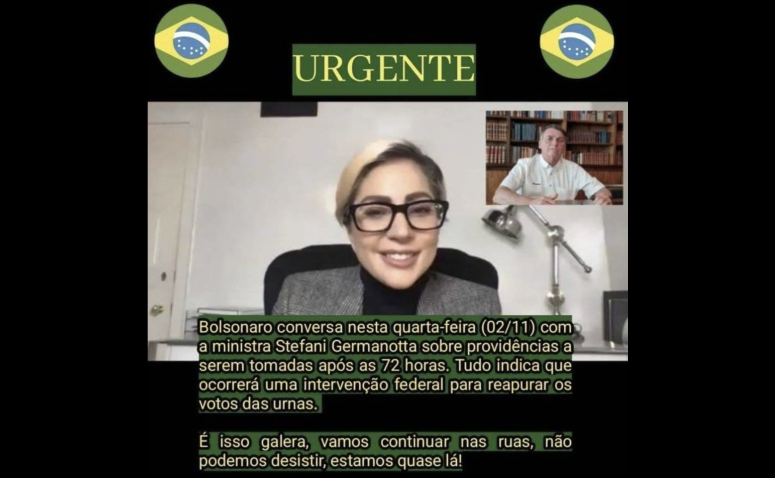 URGENTE
Bolsonaro conversa nesta quarta-feira (02/11) com
a ministra Stefani Germanotta sobre providências a
serem tomadas após as 72 horas. Tudo indica que
ocorrerá uma intervenção federal para reapurar os
votos das urnas.
É isso galera, vamos continuar nas ruas, não
podemos desistir, estamos quase lá!